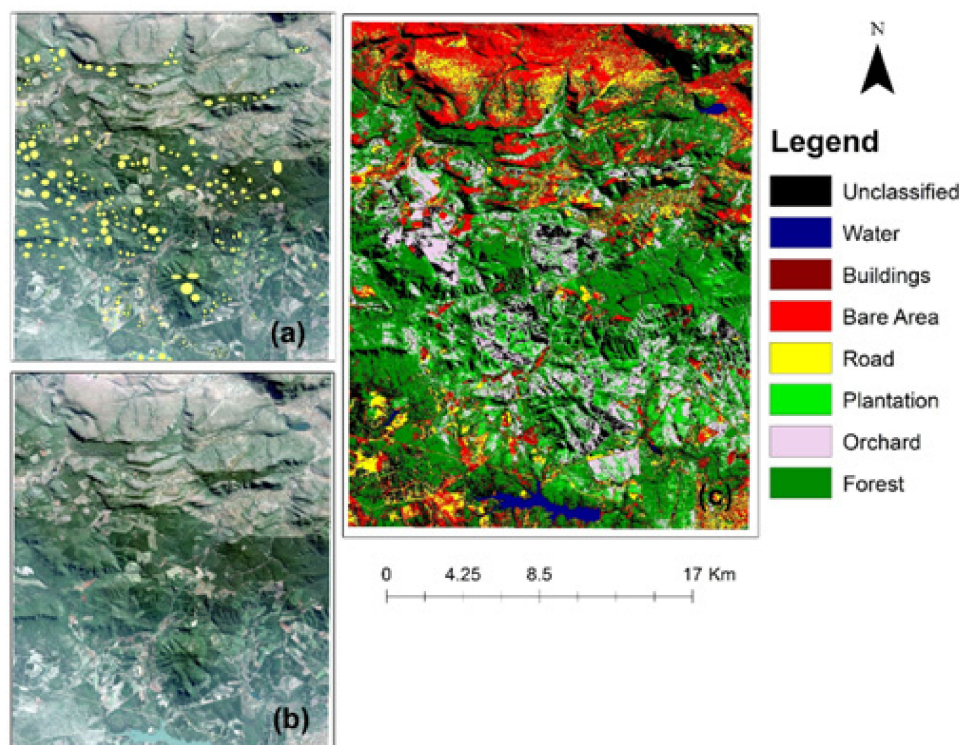 (a)
(b)
(c)
N
Legend
Unclassified
Water
Buildings
Bare Area
Road
Plantation
Orchard
Forest
0 4.25 8.5 17 Km